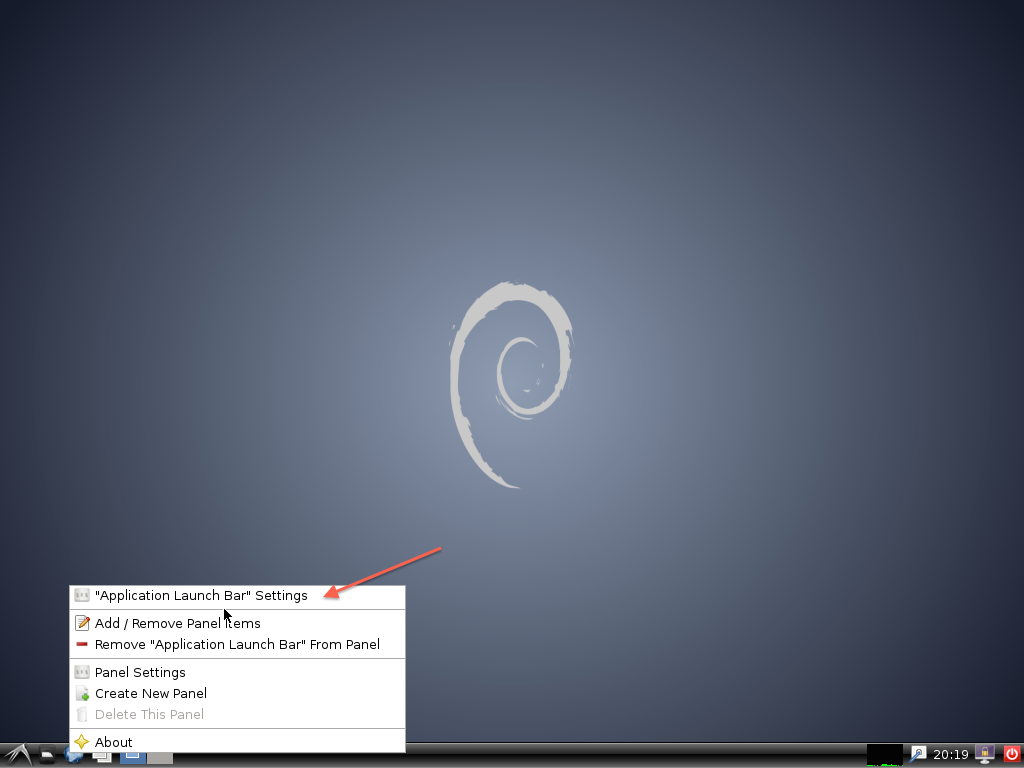 "Application Launch Bar" Settings
Add / Remove Panel Items
Remove "Application Launch Bar" From Panel
Panel Settings
Create New Panel
Delete This Panel
About
20:19